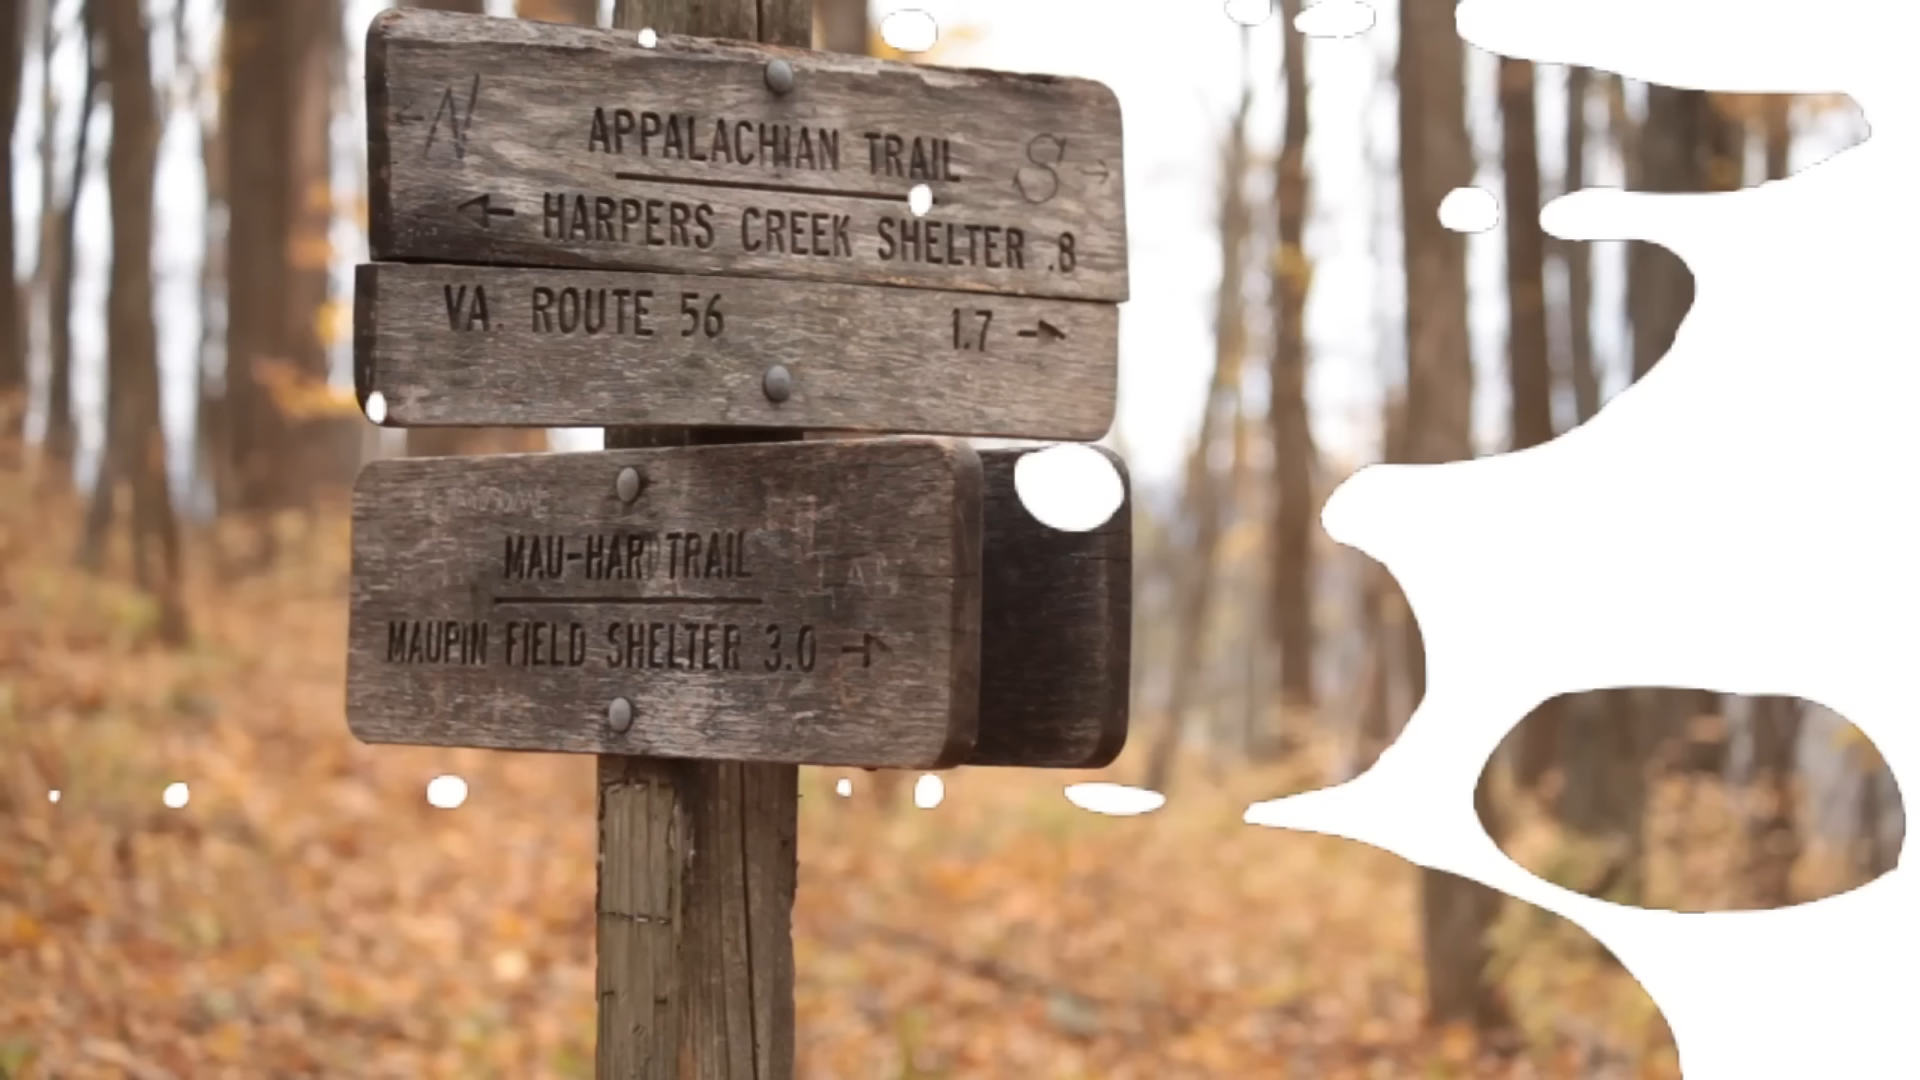 ← N
APPALACHIAN TRAIL
S →
← HARPERS CREEK SHELTER .8
VA. ROUTE 56 1.7 →
MAU-HAR TRAIL
MAUPIN FIELD SHELTER 3.0 →